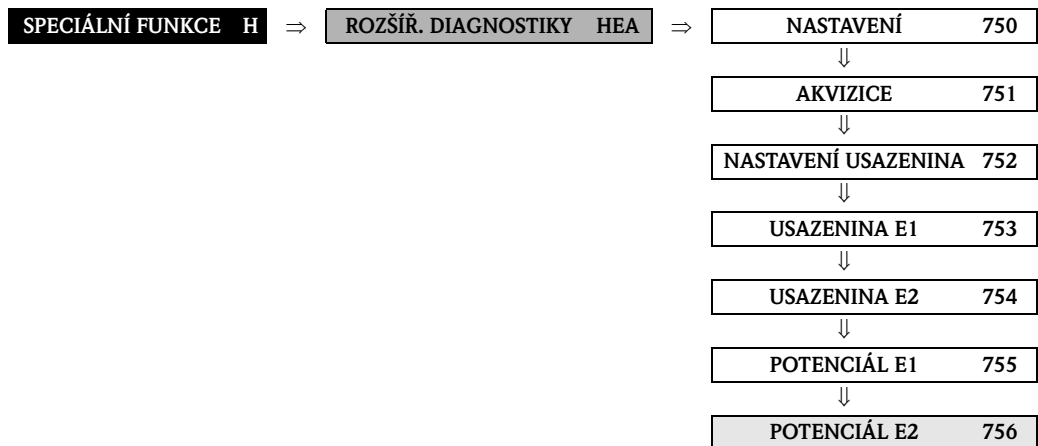 SPECIÁLNÍ FUNKCE H ⇒ ROZŠÍŘ. DIAGNOSTIKY HEA ⇒ NASTAVENÍ 750
⇓
AKVIZICE 751
⇓
NASTAVENÍ USAZENINA 752
⇓
USAZENINA E1 753
⇓
USAZENINA E2 754
⇓
POTENCIÁL E1 755
⇓
POTENCIÁL E2 756